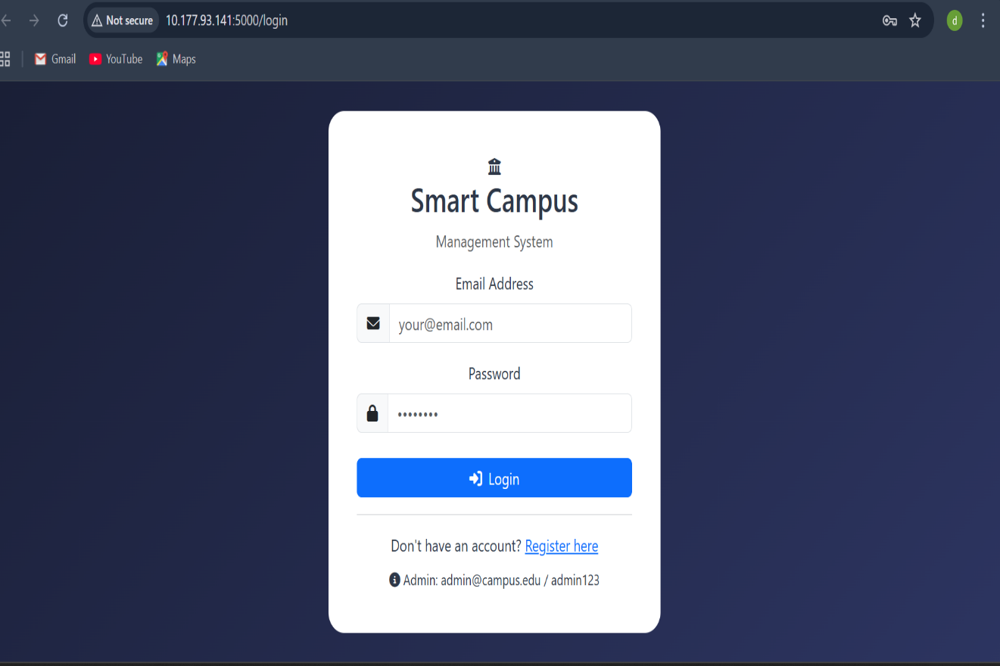 Not secure 10.177.93.141:5000/login d
Gmail YouTube Maps
Smart Campus
Management System
Email Address
your@email.com
Password
••••••••
Login
Don't have an account? Register here
Admin: admin@campus.edu / admin123